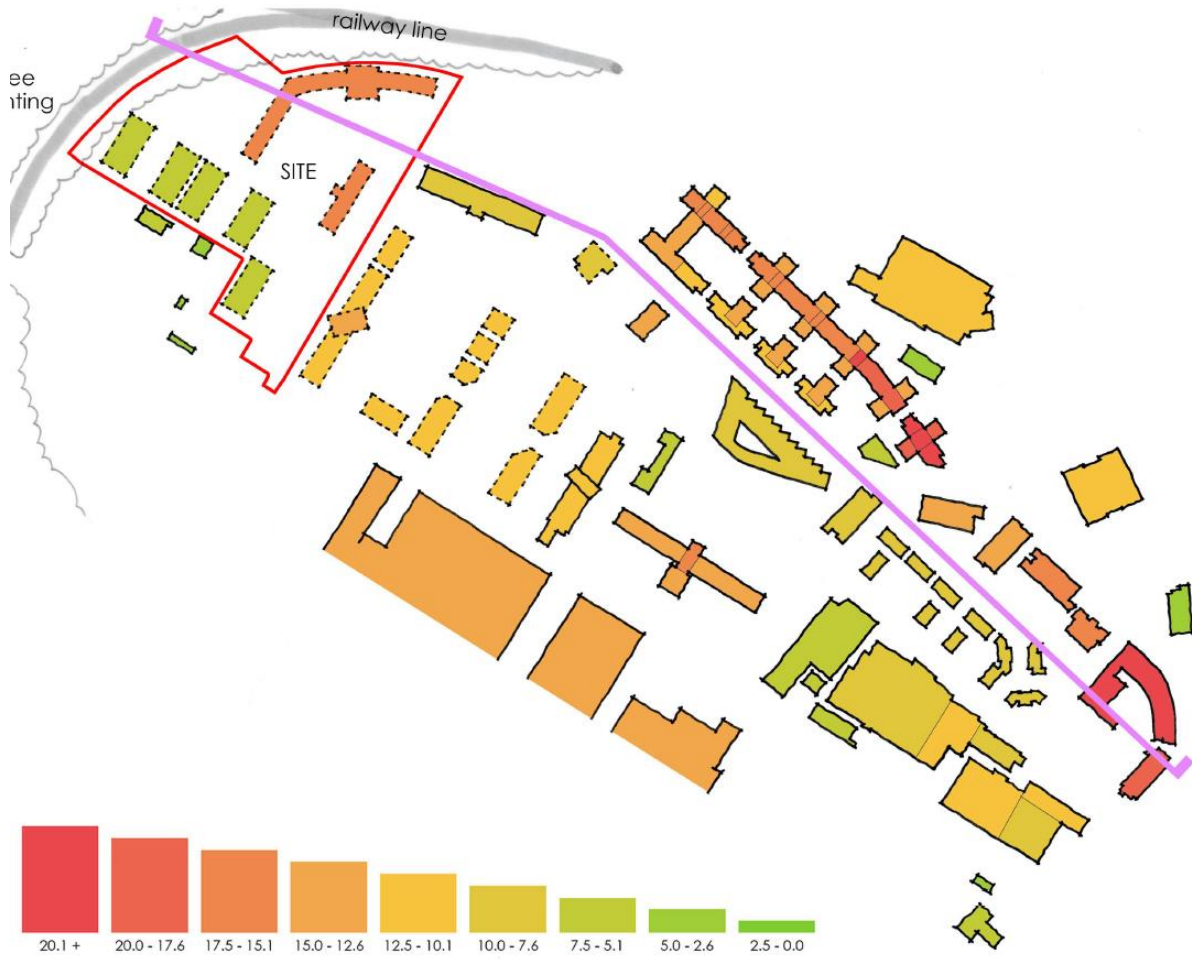 railway line
ee
nting
SITE
20.1 +
20.0 - 17.6
17.5 - 15.1
15.0 - 12.6
12.5 - 10.1
10.0 - 7.6
7.5 - 5.1
5.0 - 2.6
2.5 - 0.0